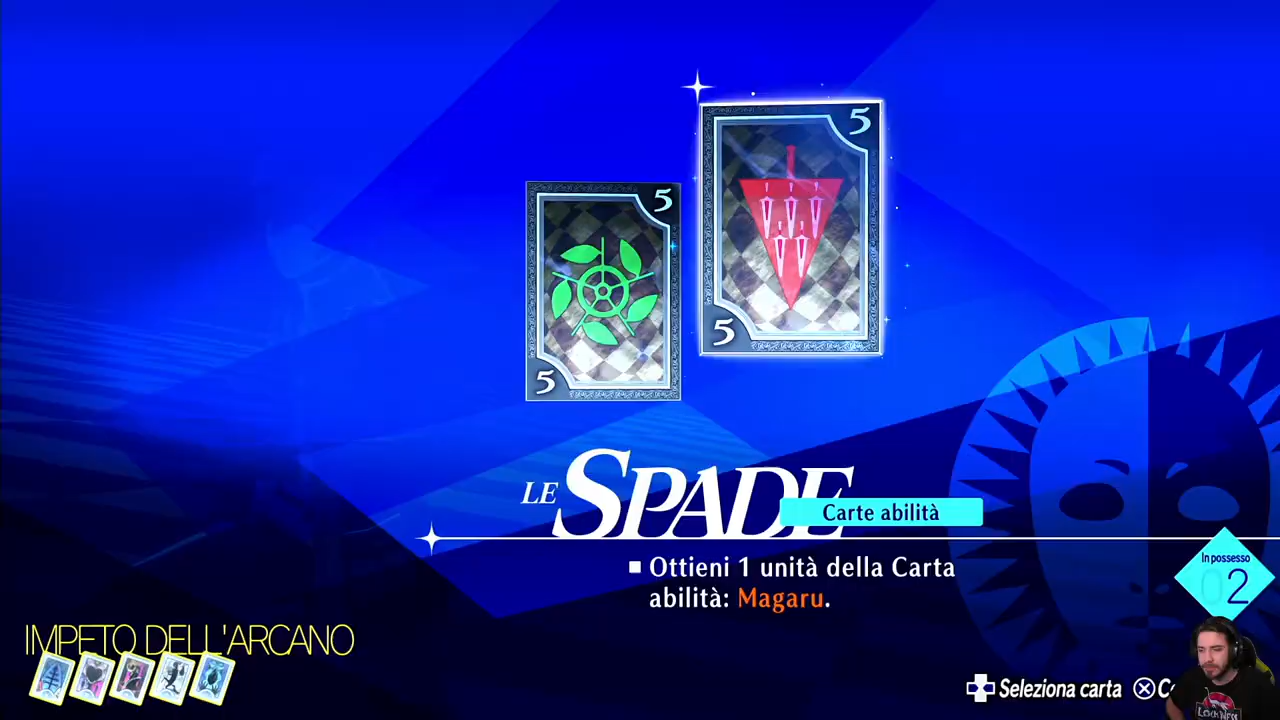 5
5
5
5
LE SPADE
Carte abilità
■ Ottieni 1 unità della Carta
abilità: Magaru.
In possesso
02
IMPETO DELL'ARCANO
Seleziona carta